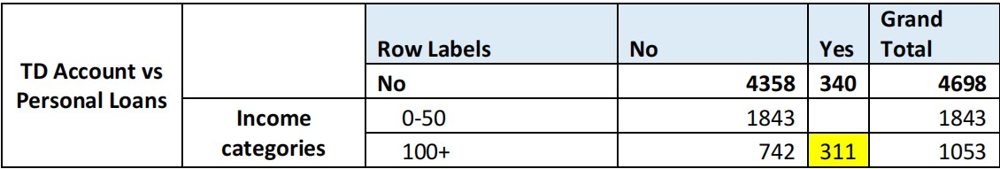 TD Account vs
Personal Loans
Row Labels No Yes Grand
Total
No 4358 340 4698
Income
categories
0-50 1843 1843
100+ 742 311 1053